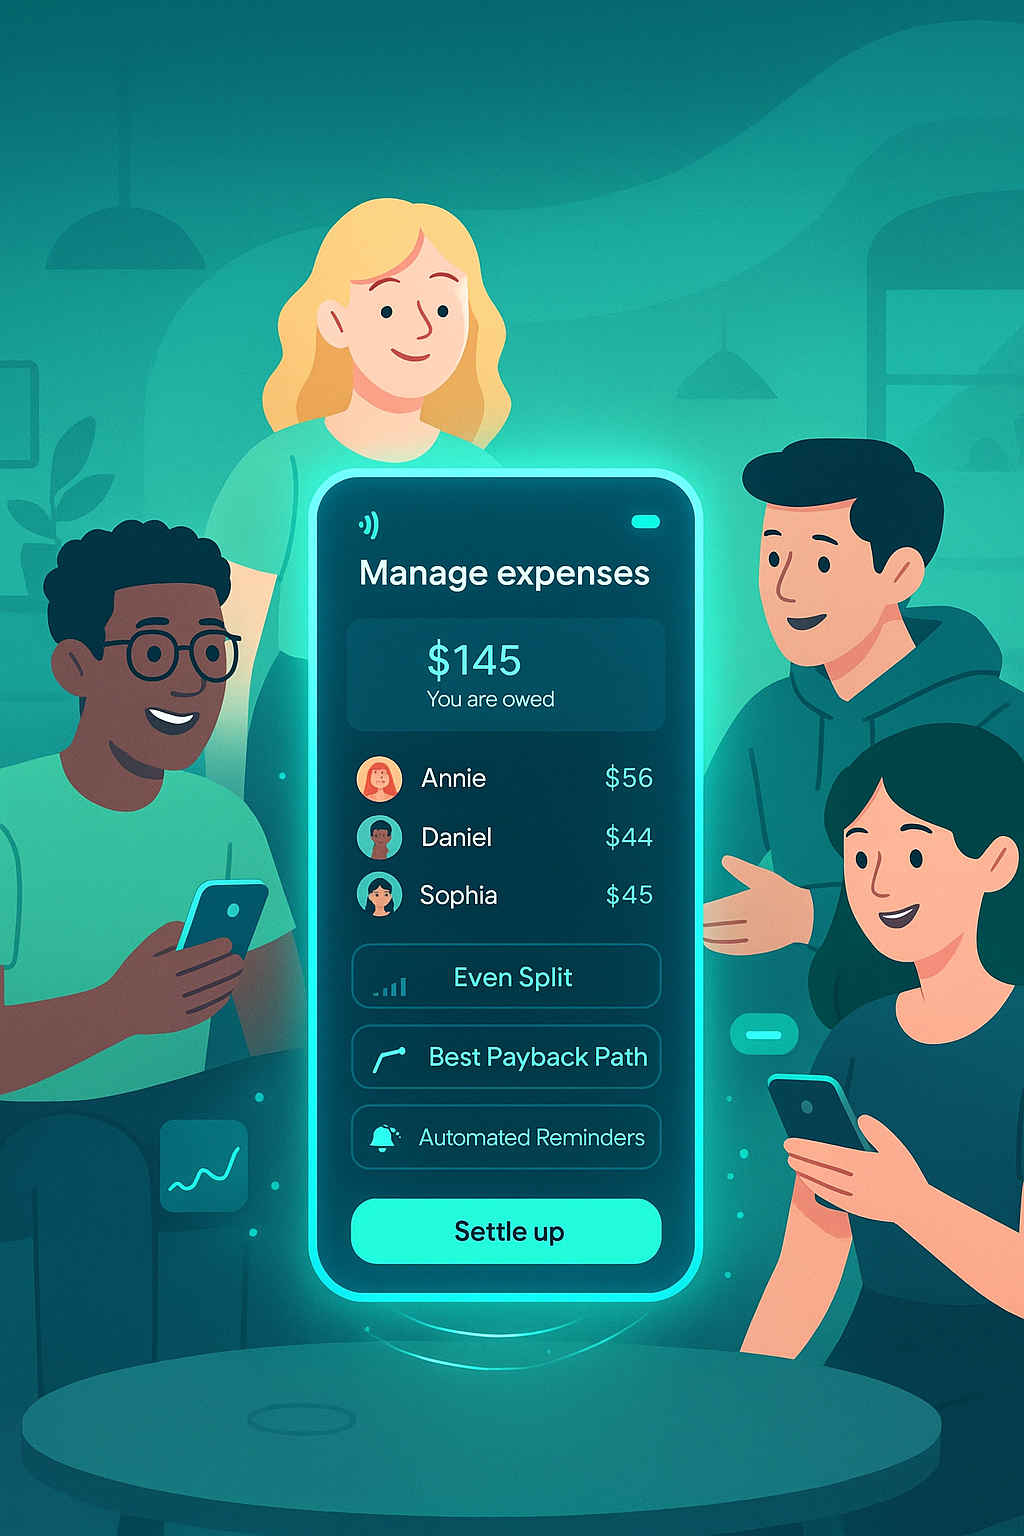 Manage expenses
$145
You are owed
Annie $56
Daniel $44
Sophia $45
Even Split
Best Payback Path
Automated Reminders
Settle up